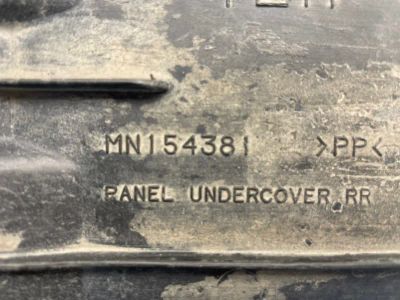 MN154381 >PP<
PANEL UNDERCOVER RR